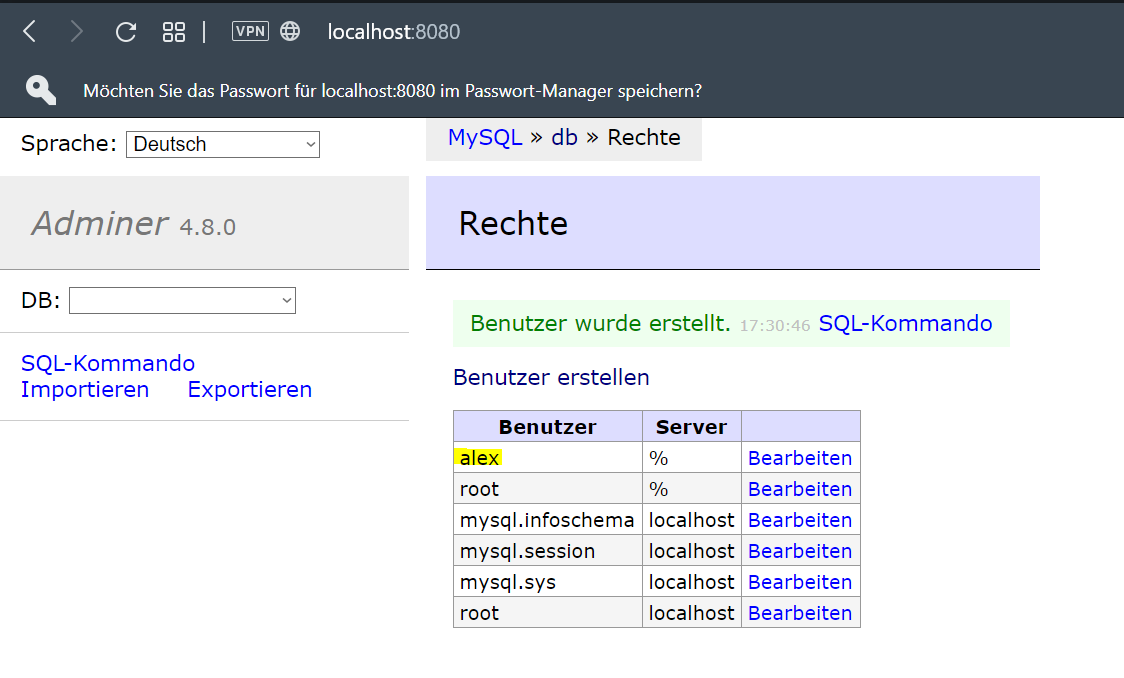 VPN localhost:8080
Möchten Sie das Passwort für localhost:8080 im Passwort-Manager speichern?
Sprache: Deutsch
MySQL » db » Rechte
Adminer 4.8.0
Rechte
DB:
Benutzer wurde erstellt. 17:30:46 SQL-Kommando
SQL-Kommando
Importieren Exportieren
Benutzer erstellen
Benutzer Server
alex % Bearbeiten
root % Bearbeiten
mysql.infoschema localhost Bearbeiten
mysql.session localhost Bearbeiten
mysql.sys localhost Bearbeiten
root localhost Bearbeiten